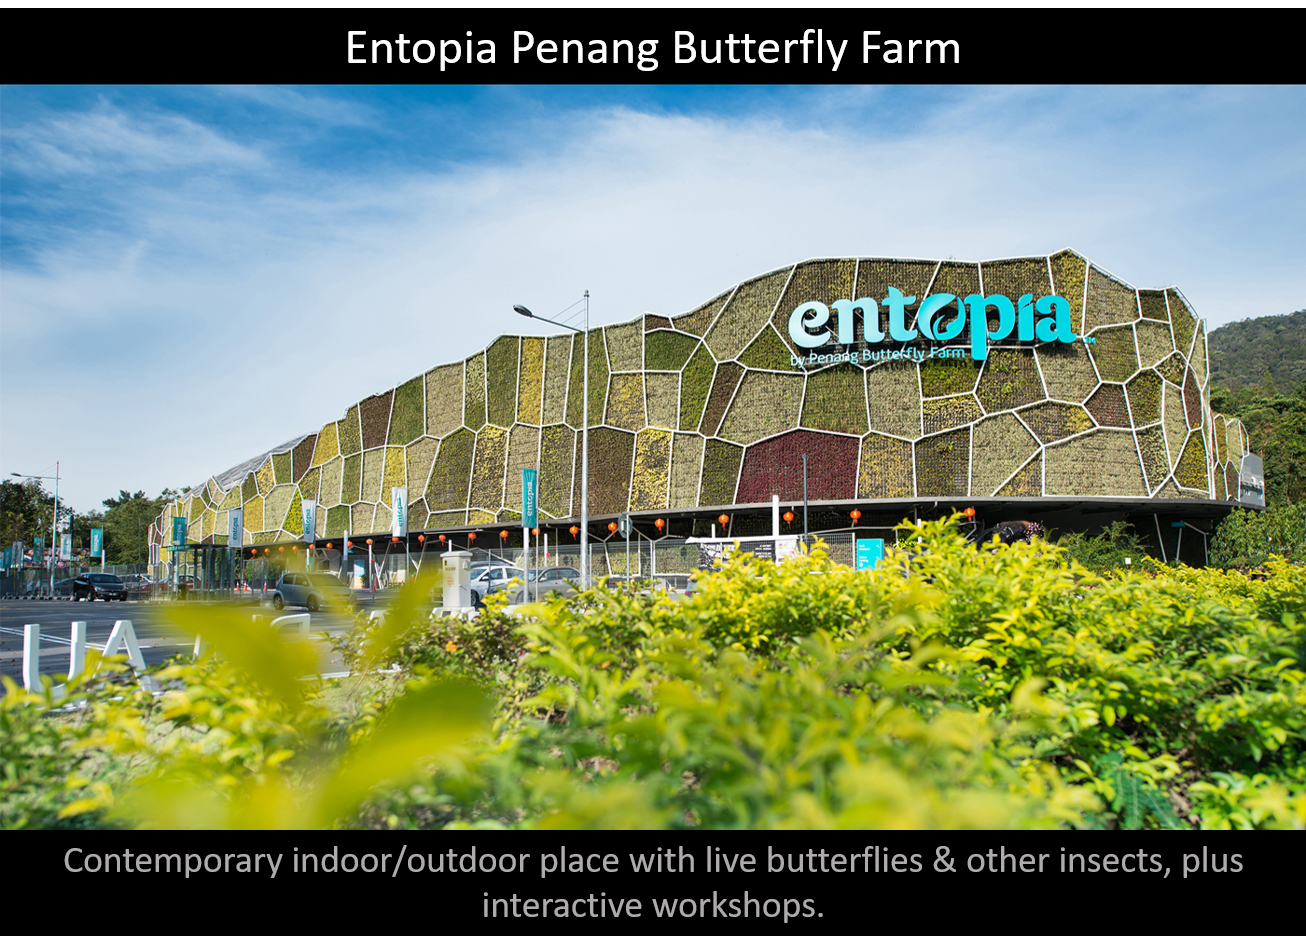 Entopia Penang Butterfly Farm
entopia
by Penang Butterfly Farm
entopia
Contemporary indoor/outdoor place with live butterflies & other insects, plus
interactive workshops.